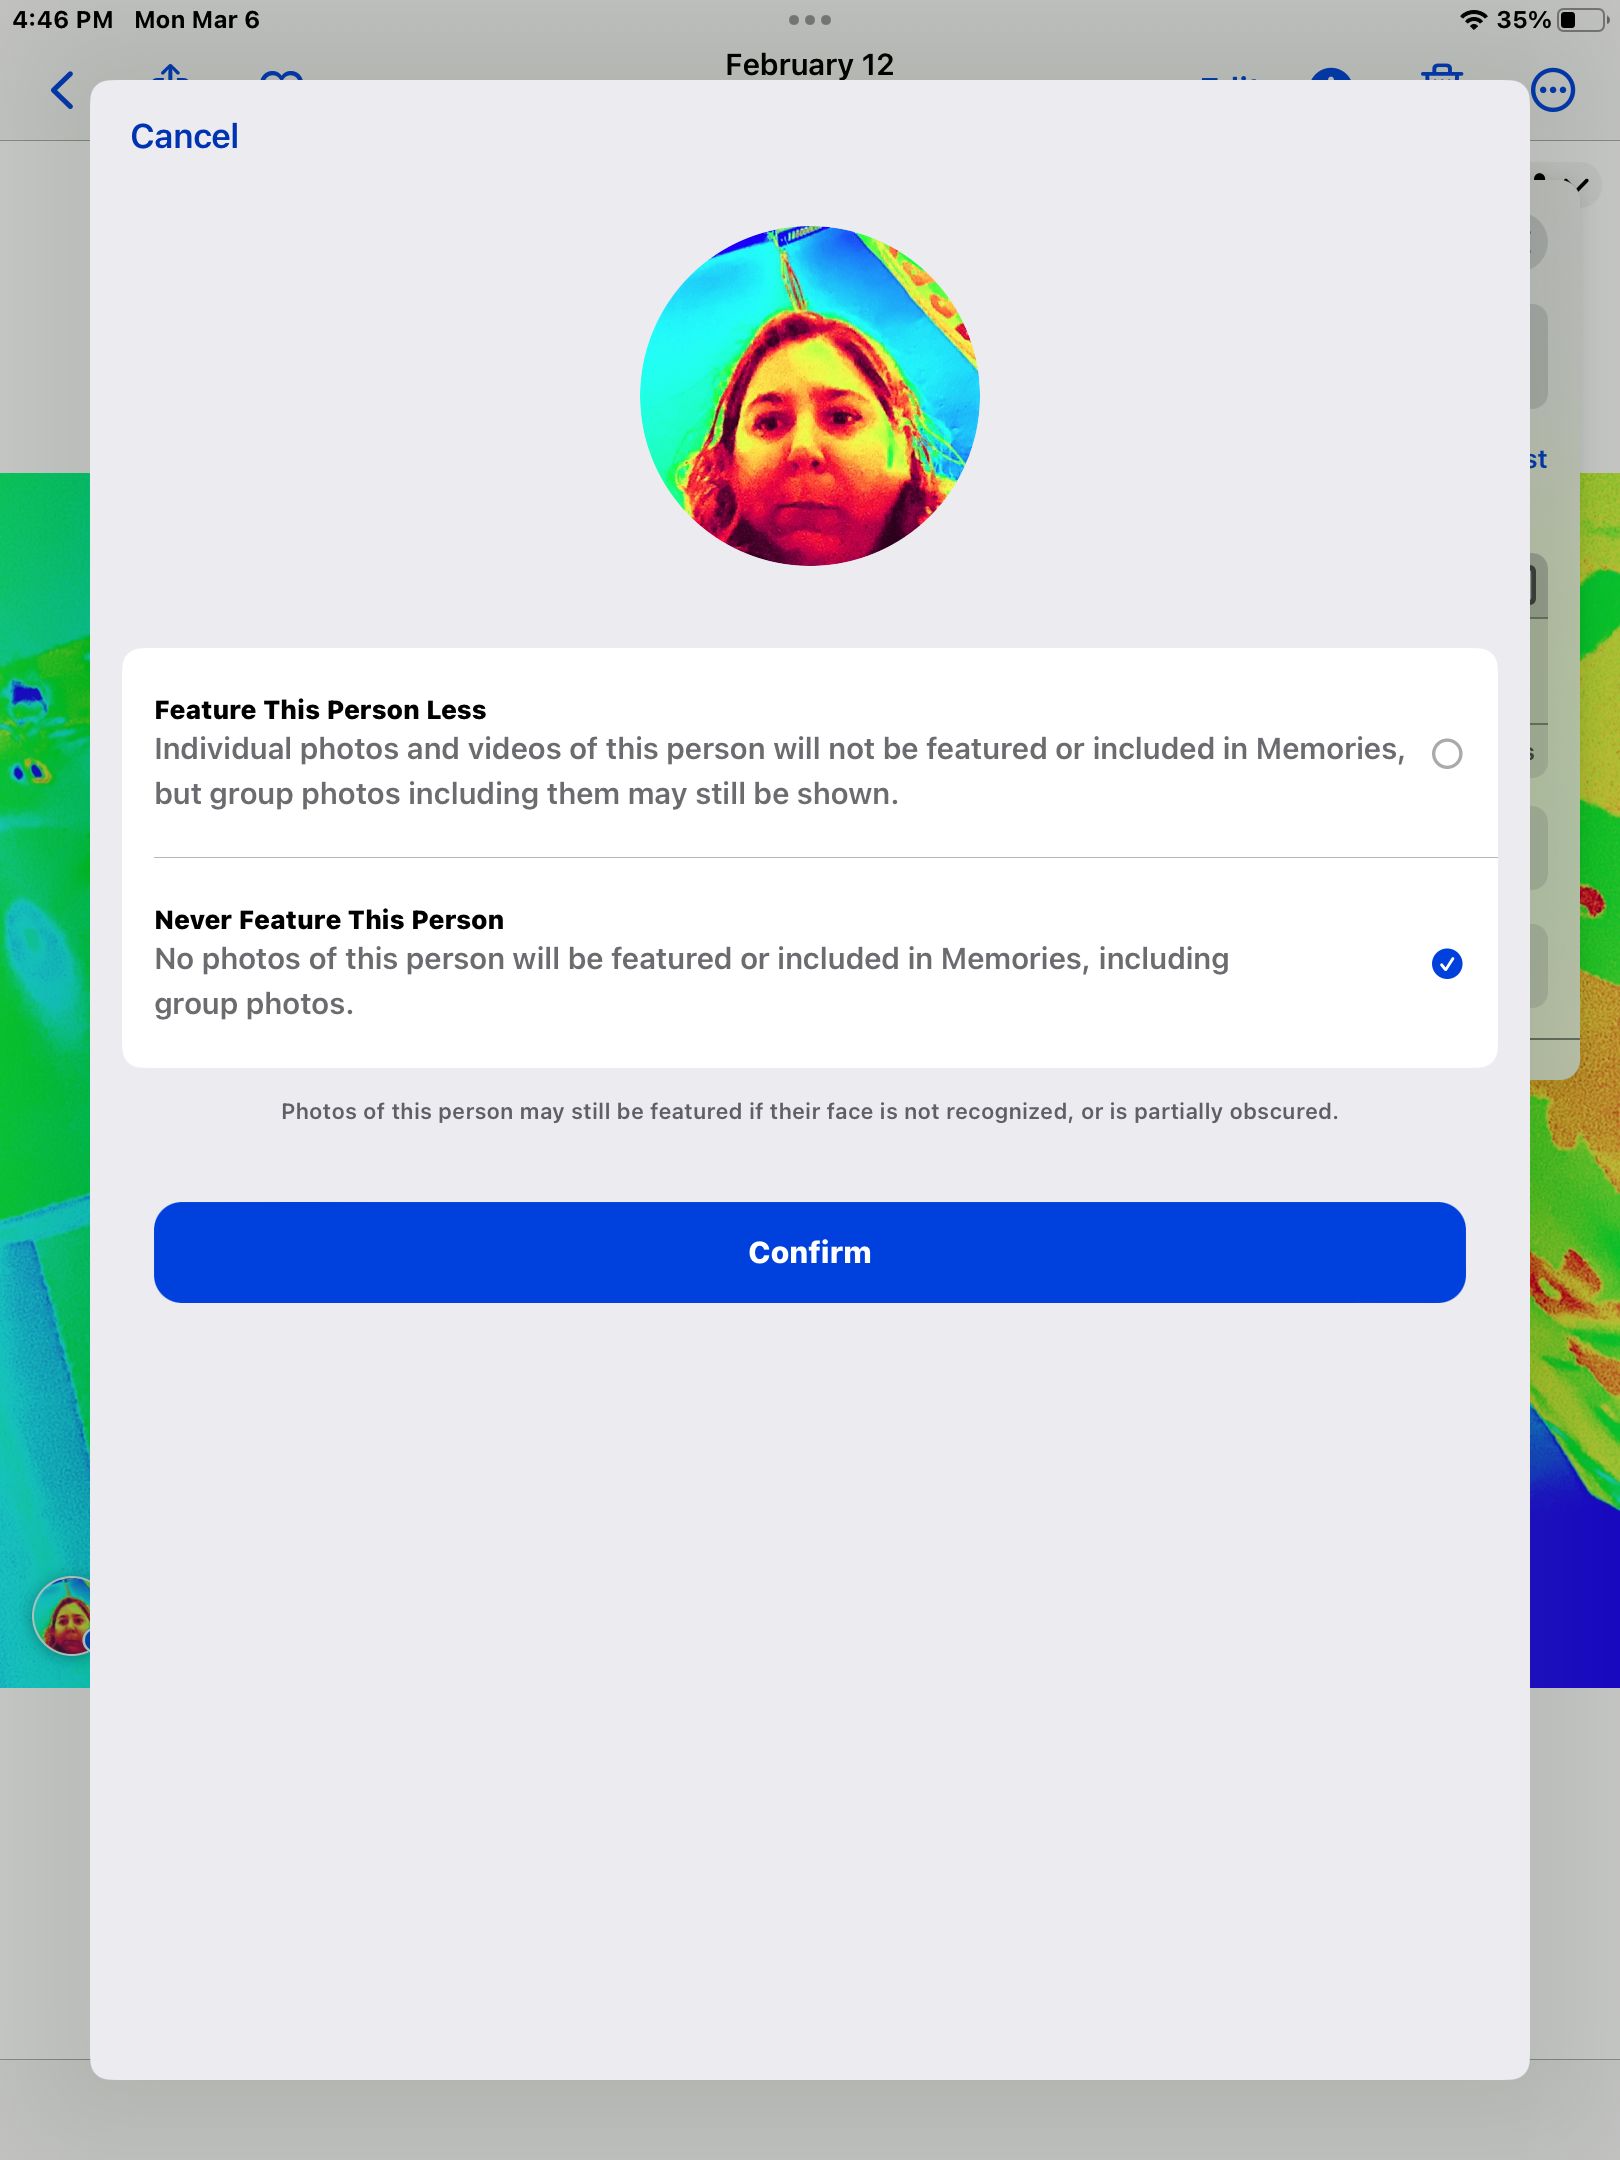 4:46 PM Mon Mar 6
35%
February 12
Cancel
st
Feature This Person Less
Individual photos and videos of this person will not be featured or included in Memories,
but group photos including them may still be shown.
Never Feature This Person
No photos of this person will be featured or included in Memories, including
group photos.
Photos of this person may still be featured if their face is not recognized, or is partially obscured.
Confirm